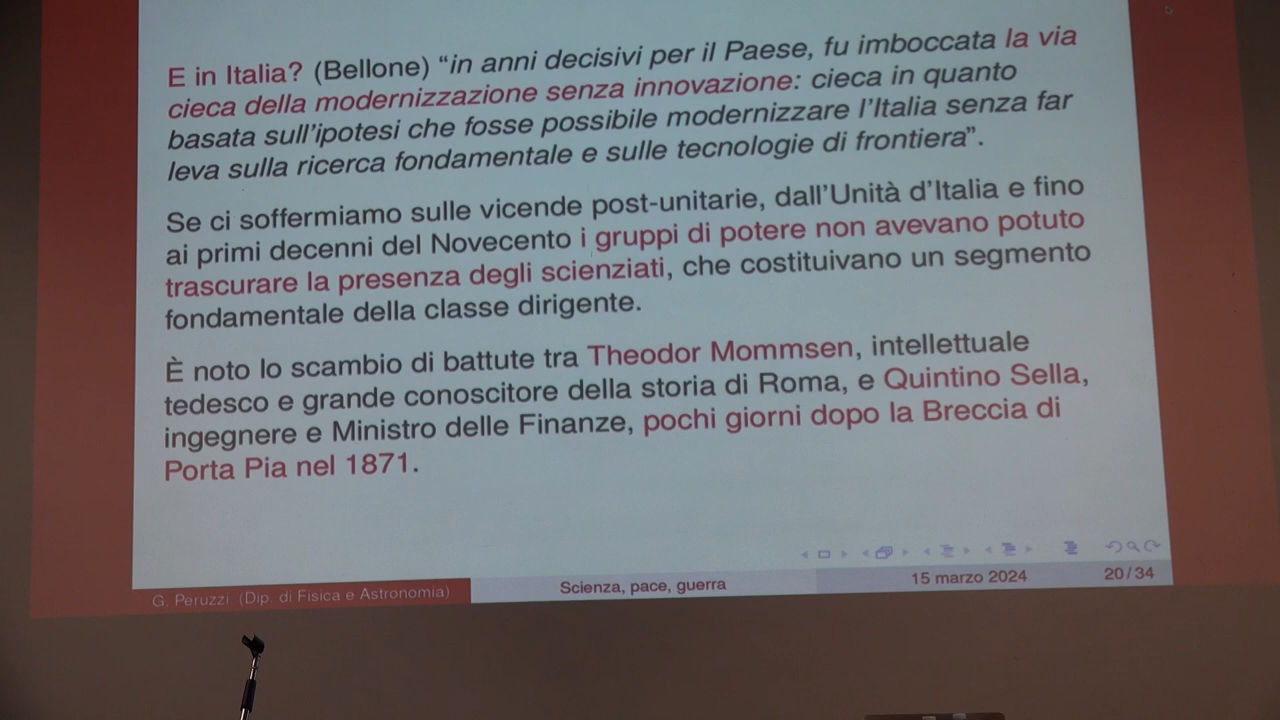 E in Italia? (Bellone) “in anni decisivi per il Paese, fu imboccata la via
cieca della modernizzazione senza innovazione: cieca in quanto
basata sull’ipotesi che fosse possibile modernizzare l’Italia senza far
leva sulla ricerca fondamentale e sulle tecnologie di frontiera”.
Se ci soffermiamo sulle vicende post-unitarie, dall’Unità d’Italia e fino
ai primi decenni del Novecento i gruppi di potere non avevano potuto
trascurare la presenza degli scienziati, che costituivano un segmento
fondamentale della classe dirigente.
È noto lo scambio di battute tra Theodor Mommsen, intellettuale
tedesco e grande conoscitore della storia di Roma, e Quintino Sella,
ingegnere e Ministro delle Finanze, pochi giorni dopo la Breccia di
Porta Pia nel 1871.
G. Peruzzi (Dip. di Fisica e Astronomia) Scienza, pace, guerra 15 marzo 2024 20/34